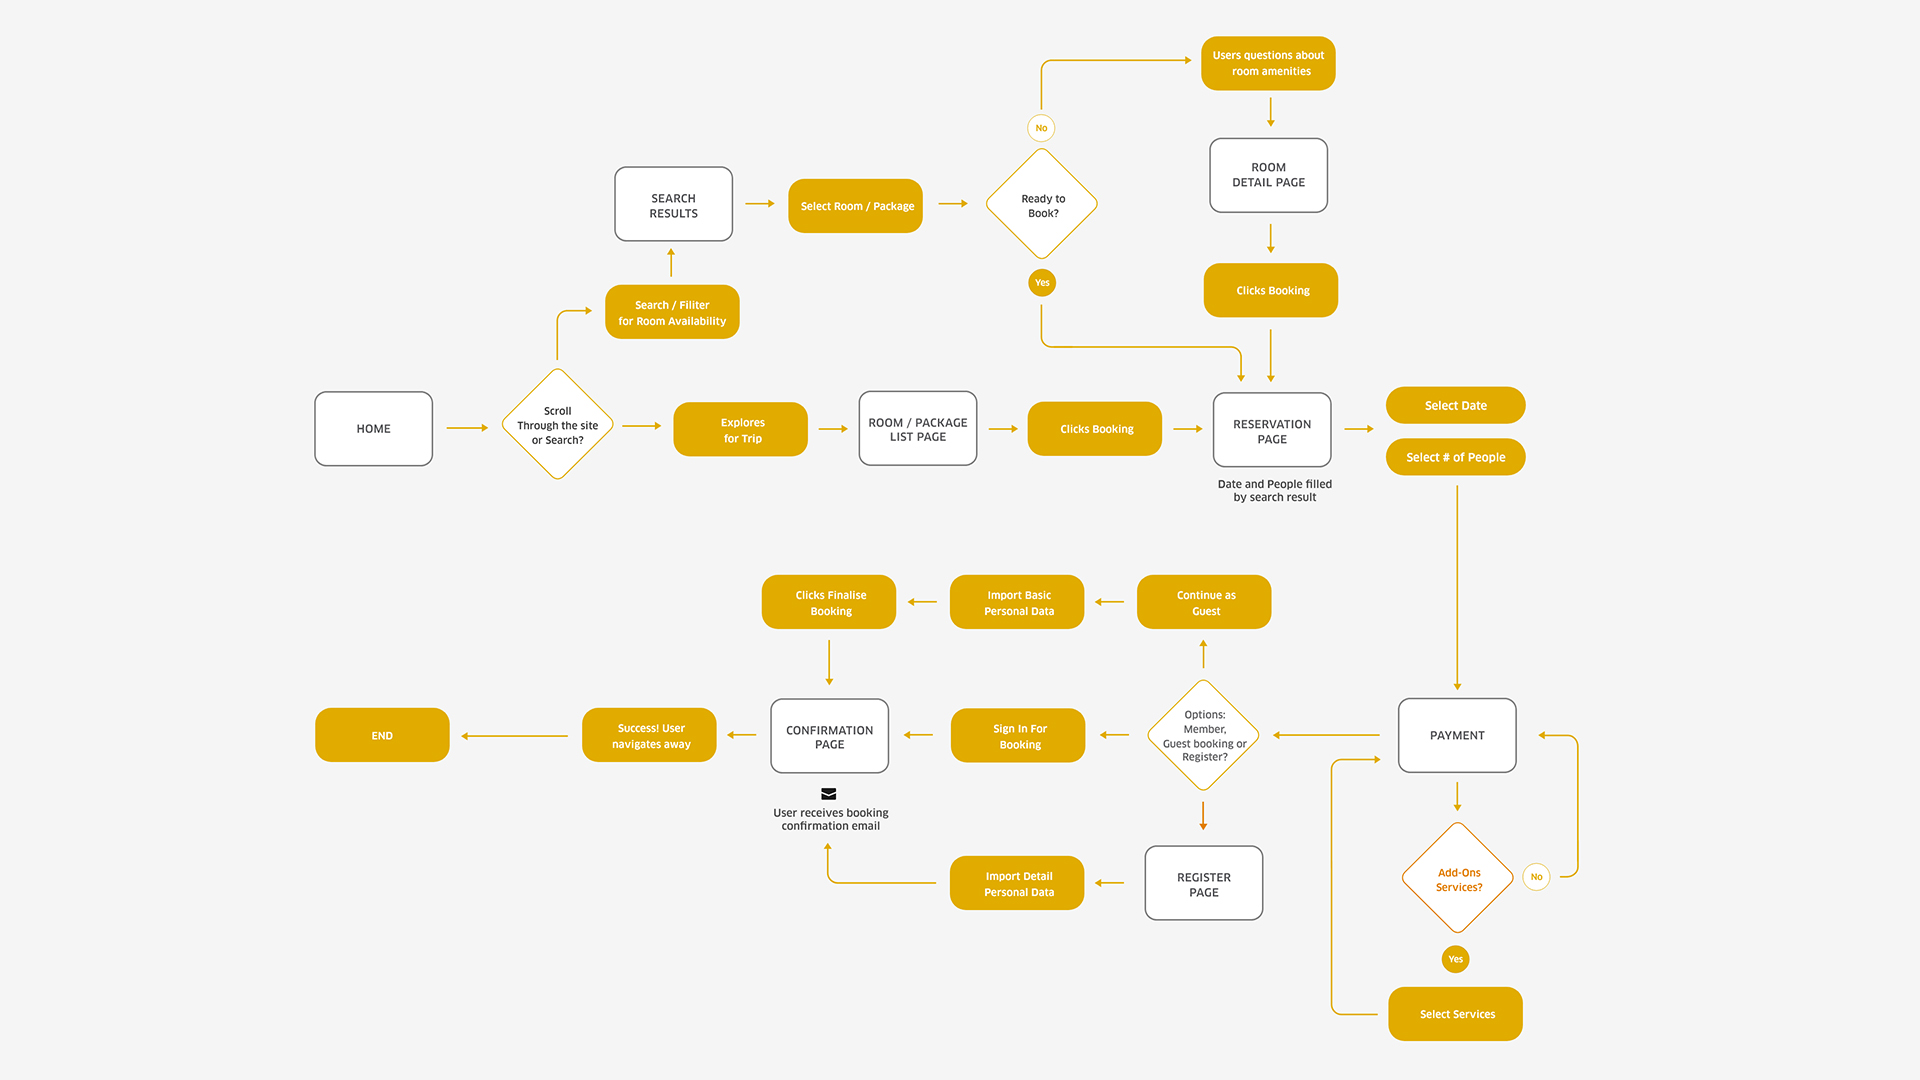 Users questions about
room amenities
No
ROOM
DETAIL PAGE
SEARCH
RESULTS
Select Room / Package
Ready to
Book?
Yes
Clicks Booking
Search / Filiter
for Room Availability
HOME
Scroll
Through the site
or Search?
Explores
for Trip
ROOM / PACKAGE
LIST PAGE
Clicks Booking
RESERVATION
PAGE
Date and People filled
by search result
Select Date
Select # of People
Clicks Finalise
Booking
Import Basic
Personal Data
Continue as
Guest
END
Success! User
navigates away
CONFIRMATION
PAGE
User receives booking
confirmation email
Sign In For
Booking
Options:
Member,
Guest booking or
Register?
PAYMENT
Import Detail
Personal Data
REGISTER
PAGE
Add-Ons
Services?
No
Yes
Select Services